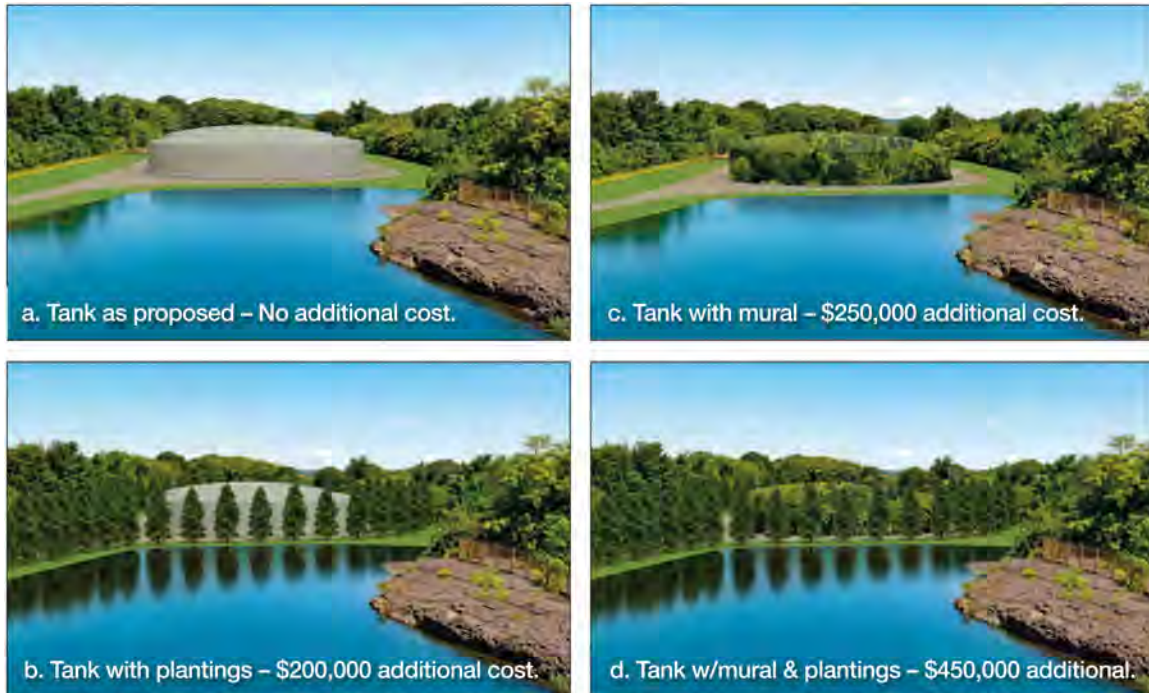 a. Tank as proposed – No additional cost.
c. Tank with mural – $250,000 additional cost.
b. Tank with plantings – $200,000 additional cost.
d. Tank w/mural & plantings – $450,000 additional.